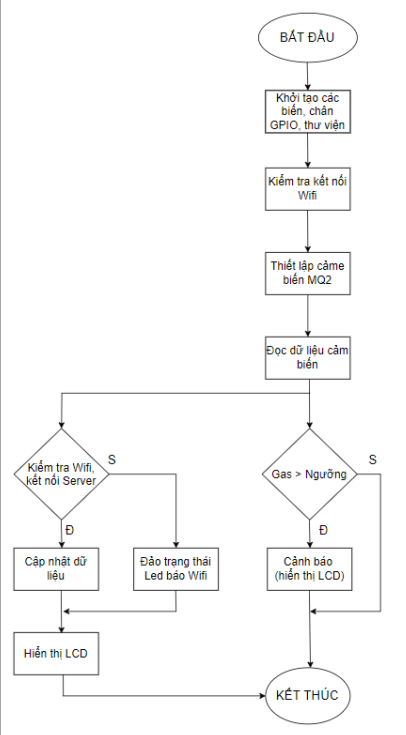 BẮT ĐẦU
Khởi tạo các
biến, chân
GPIO, thư viện
Kiểm tra kết nối
Wifi
Thiết lập cảme
biến MQ2
Đọc dữ liệu cảm
biến
Kiểm tra Wifi,
kết nối Server
S
Gas > Ngưỡng
S
Đ
Đ
Cập nhật dữ
liệu
Đảo trạng thái
Led báo Wifi
Cảnh báo
(hiển thị LCD)
Hiển thị LCD
KẾT THÚC